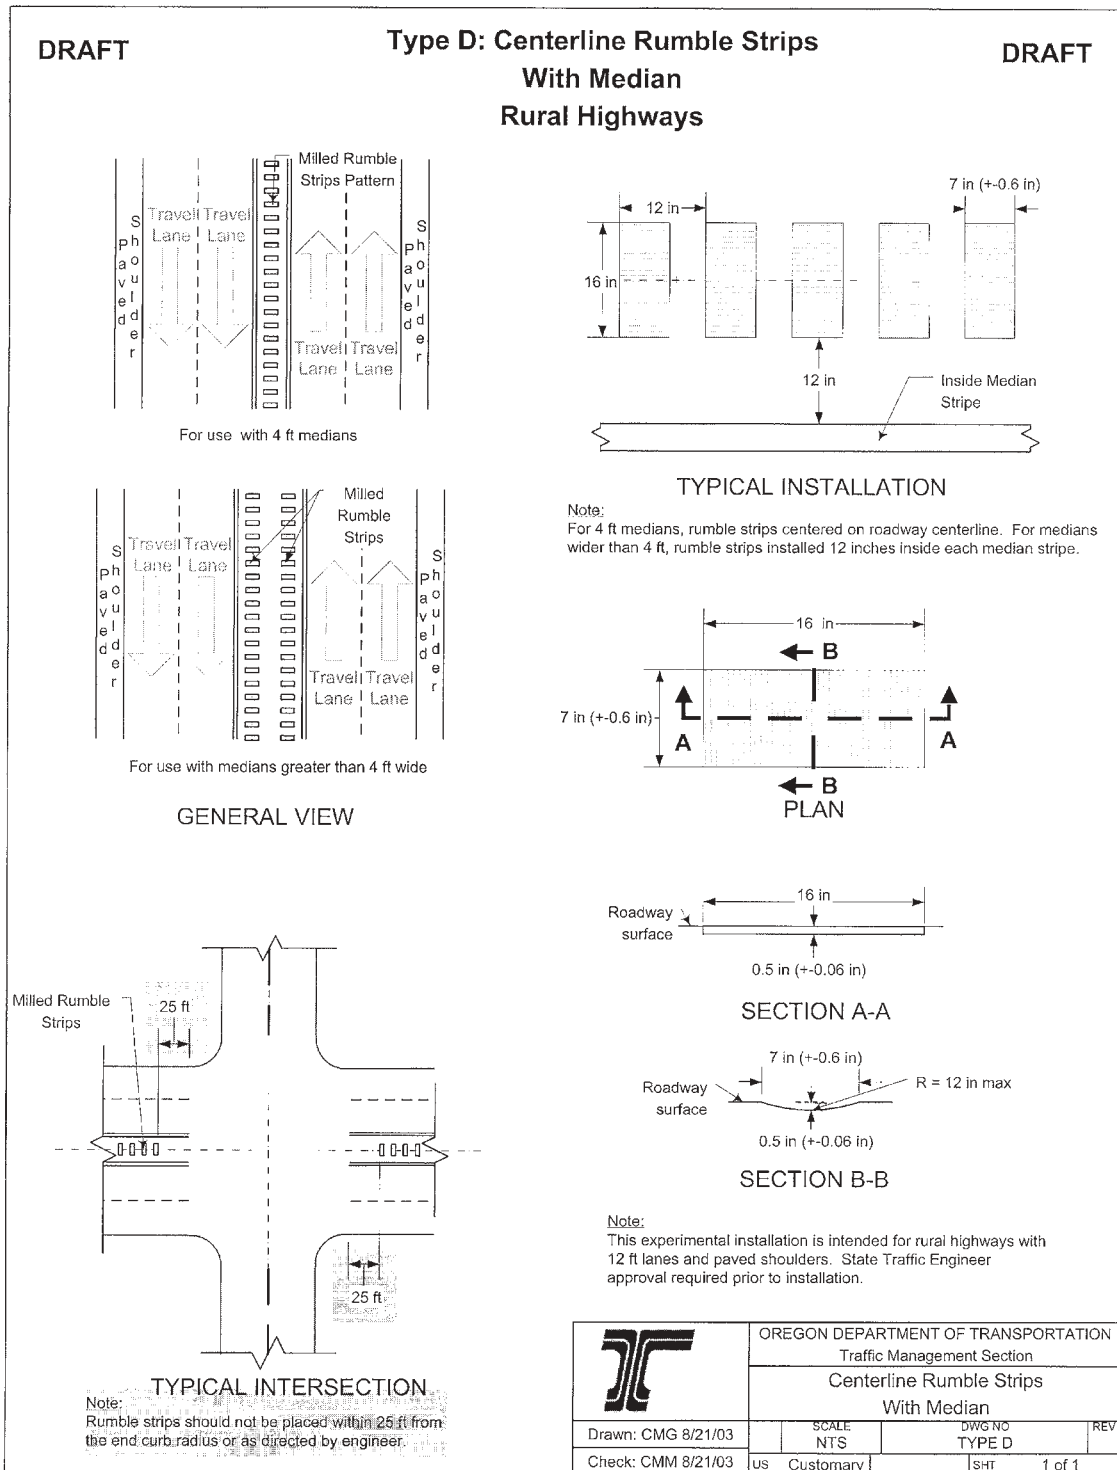 DRAFT
Type D: Centerline Rumble Strips
With Median
Rural Highways
DRAFT
Milled Rumble
Strips Pattern
Paved
Shoulder
Travel
Lane
Travel
Lane
Travel
Lane
Travel
Lane
Paved
Shoulder
For use with 4 ft medians
Milled
Rumble
Strips
Paved
Shoulder
Travel
Lane
Travel
Lane
Travel
Lane
Travel
Lane
Paved
Shoulder
For use with medians greater than 4 ft wide
GENERAL VIEW
Milled Rumble
Strips
25 ft
25 ft
TYPICAL INTERSECTION
Note:
Rumble strips should not be placed within 25 ft from
the end curb radius or as directed by engineer.
7 in (+-0.6 in)
12 in
16 in
12 in
Inside Median
Stripe
TYPICAL INSTALLATION
Note:
For 4 ft medians, rumble strips centered on roadway centerline. For medians
wider than 4 ft, rumble strips installed 12 inches inside each median stripe.
16 in
B
7 in (+-0.6 in)
A
A
B
PLAN
16 in
Roadway
surface
0.5 in (+-0.06 in)
SECTION A-A
7 in (+-0.6 in)
Roadway
surface
R = 12 in max
0.5 in (+-0.06 in)
SECTION B-B
Note:
This experimental installation is intended for rural highways with
12 ft lanes and paved shoulders. State Traffic Engineer
approval required prior to installation.
OREGON DEPARTMENT OF TRANSPORTATION
Traffic Management Section
Centerline Rumble Strips
With Median
Drawn: CMG 8/21/03
SCALE
NTS
DWG NO
TYPE D
REV
Check: CMM 8/21/03
US Customary
SHT 1 of 1